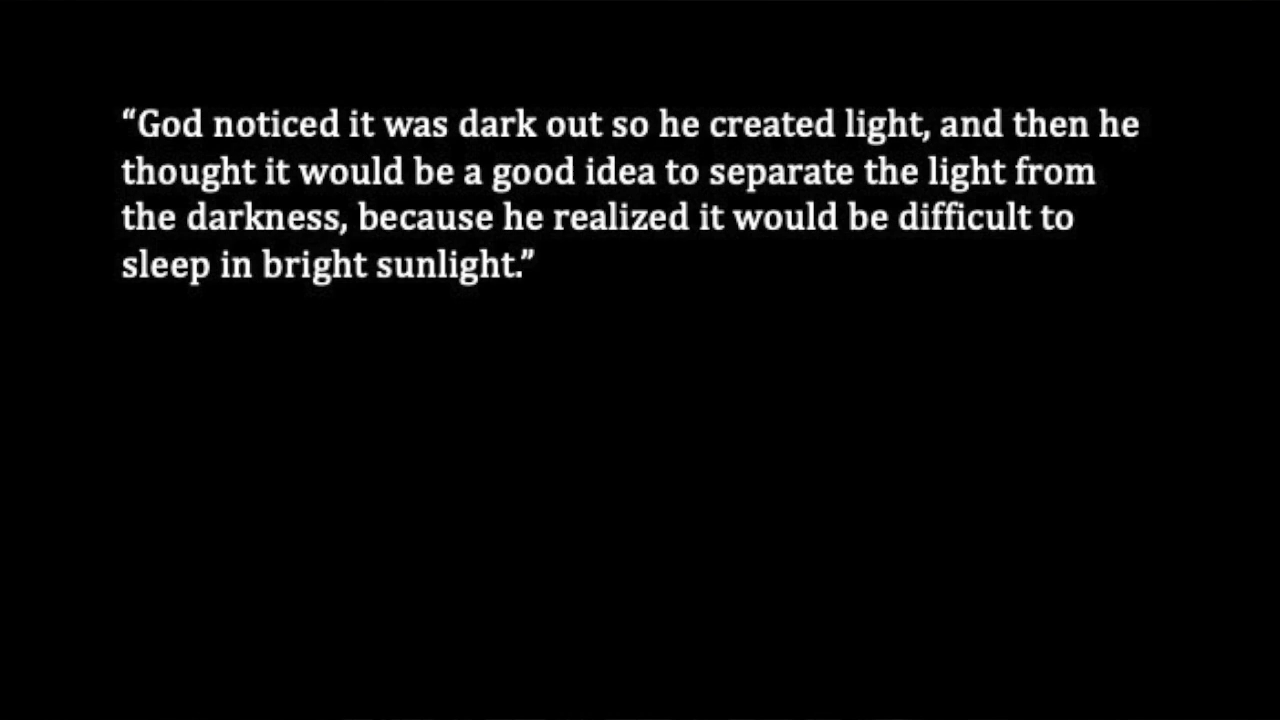 “God noticed it was dark out so he created light, and then he
thought it would be a good idea to separate the light from
the darkness, because he realized it would be difficult to
sleep in bright sunlight.”